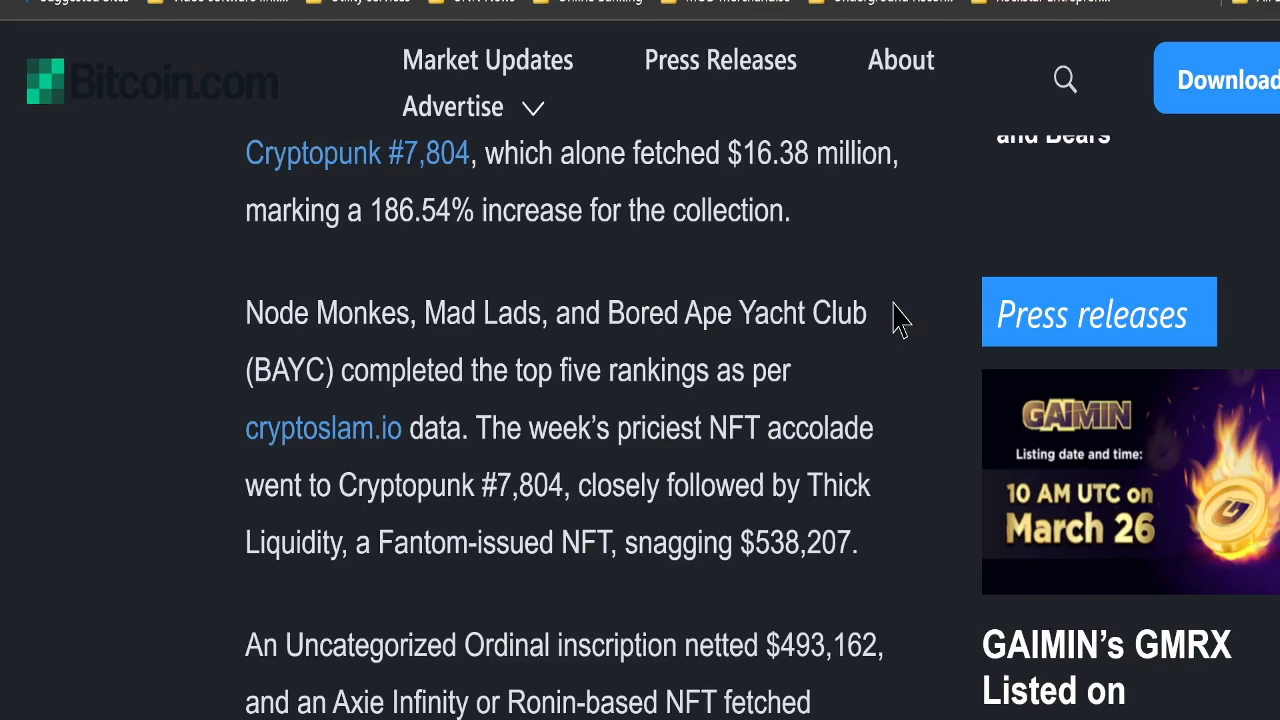 Bitcoin.com
Market Updates
Press Releases
About
Advertise
Download
Cryptopunk #7,804, which alone fetched $16.38 million,
marking a 186.54% increase for the collection.
Node Monkes, Mad Lads, and Bored Ape Yacht Club
(BAYC) completed the top five rankings as per
cryptoslam.io data. The week’s priciest NFT accolade
went to Cryptopunk #7,804, closely followed by Thick
Liquidity, a Fantom-issued NFT, snagging $538,207.
An Uncategorized Ordinal inscription netted $493,162,
and an Axie Infinity or Ronin-based NFT fetched
and Bears
Press releases
GAIMIN
Listing date and time:
10 AM UTC on
March 26
GAIMIN’s GMRX
Listed on